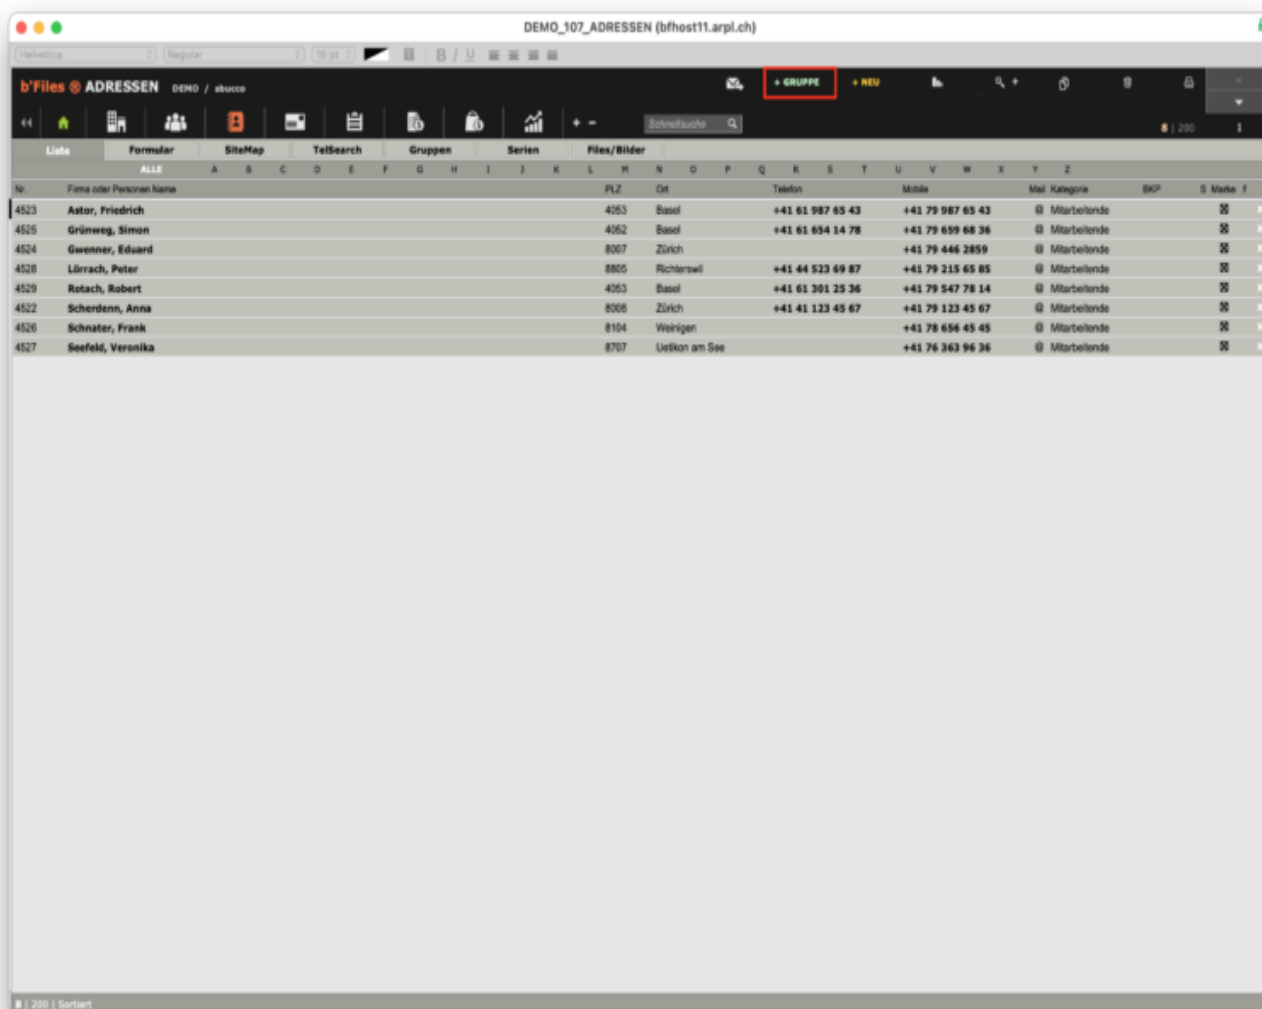 DEMO_107_ADRESSEN (bfhost11.arpl.ch)
Helvetica Regular 18 pt B I U
b'Files ® ADRESSEN DEMO / abucco + GRUPPE + NEU
Schnellsuche 8 | 200 1
Liste Formular SiteMap TelSearch Gruppen Serien Files/Bilder
ALLE A B C D E F G H I J K L M N O P Q R S T U V W X Y Z
Nr. Firma oder Personen Name PLZ Ort Telefon Mobile Mail Kategorie BKP S Marke f
4523 Astor, Friedrich 4053 Basel +41 61 987 65 43 +41 79 987 65 43 @ Mitarbeitende
4525 Grünweg, Simon 4052 Basel +41 61 654 14 78 +41 79 659 68 36 @ Mitarbeitende
4524 Gwenner, Eduard 8007 Zürich +41 79 446 2859 @ Mitarbeitende
4528 Lörrach, Peter 8805 Richterswil +41 44 523 69 87 +41 79 215 65 85 @ Mitarbeitende
4529 Rotach, Robert 4053 Basel +41 61 301 25 36 +41 79 547 78 14 @ Mitarbeitende
4522 Scherdenn, Anna 8006 Zürich +41 41 123 45 67 +41 79 123 45 67 @ Mitarbeitende
4526 Schnater, Frank 8104 Weinigen +41 78 656 45 45 @ Mitarbeitende
4527 Seefeld, Veronika 8707 Uetikon am See +41 76 363 96 36 @ Mitarbeitende
8 | 200 | Sortiert